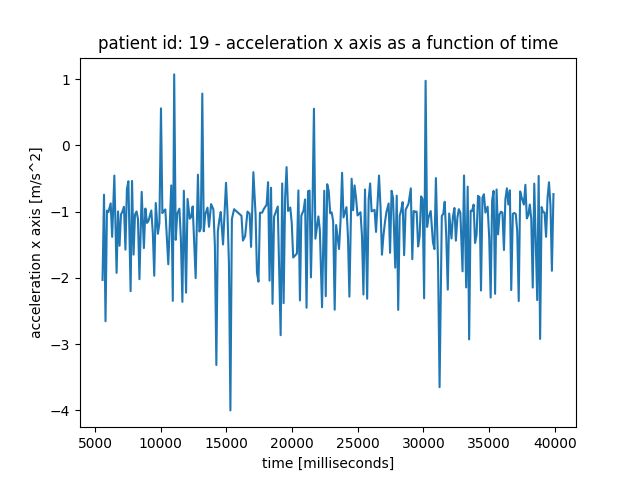 patient id: 19 - acceleration x axis as a function of time
1
0
−1
−2
−3
−4
acceleration x axis [m/s^2]
5000 10000 15000 20000 25000 30000 35000 40000
time [milliseconds]